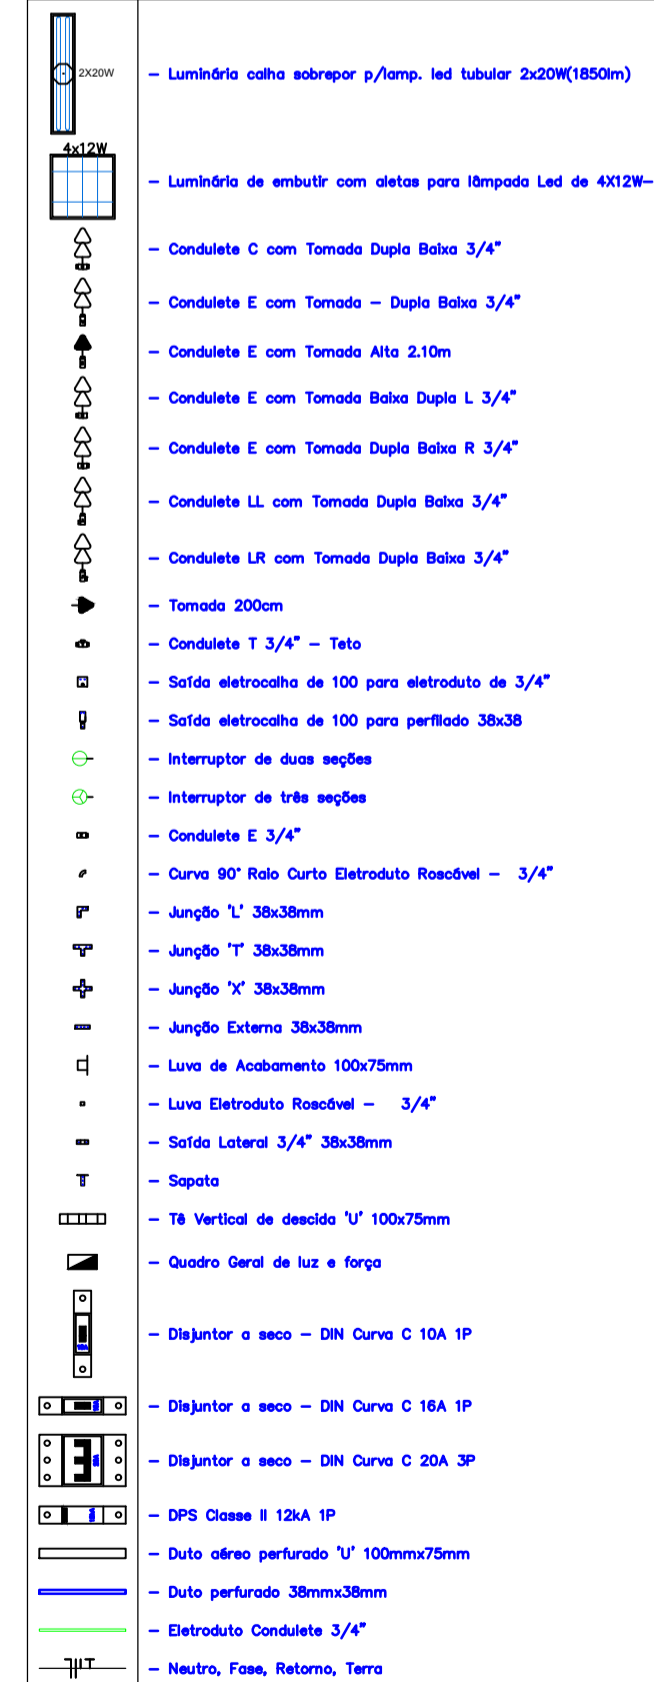 2X20W
– Luminária calha sobrepor p/lamp. led tubular 2x20W(1850lm)
4x12W
– Luminária de embutir com aletas para lâmpada Led de 4X12W–
– Condulete C com Tomada Dupla Baixa 3/4"
– Condulete E com Tomada – Dupla Baixa 3/4"
– Condulete E com Tomada Alta 2.10m
– Condulete E com Tomada Baixa Dupla L 3/4"
– Condulete E com Tomada Dupla Baixa R 3/4"
– Condulete LL com Tomada Dupla Baixa 3/4"
– Condulete LR com Tomada Dupla Baixa 3/4"
– Tomada 200cm
– Condulete T 3/4" – Teto
– Saída eletrocalha de 100 para eletroduto de 3/4"
– Saída eletrocalha de 100 para perfilado 38x38
– Interruptor de duas seções
– Interruptor de três seções
– Condulete E 3/4"
– Curva 90° Raio Curto Eletroduto Roscável – 3/4"
– Junção 'L' 38x38mm
– Junção 'T' 38x38mm
– Junção 'X' 38x38mm
– Junção Externa 38x38mm
– Luva de Acabamento 100x75mm
– Luva Eletroduto Roscável – 3/4"
– Saída Lateral 3/4" 38x38mm
– Sapata
– Tê Vertical de descida 'U' 100x75mm
– Quadro Geral de luz e força
10A
– Disjuntor a seco – DIN Curva C 10A 1P
– Disjuntor a seco – DIN Curva C 16A 1P
20A
– Disjuntor a seco – DIN Curva C 20A 3P
– DPS Classe II 12kA 1P
– Duto aéreo perfurado 'U' 100mmx75mm
– Duto perfurado 38mmx38mm
– Eletroduto Condulete 3/4"
– Neutro, Fase, Retorno, Terra